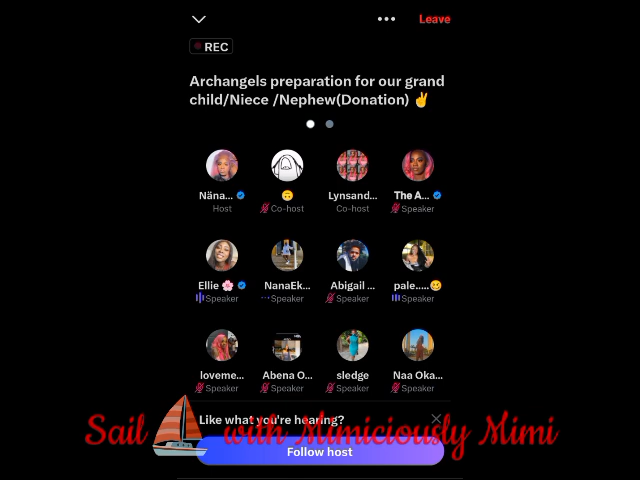 Leave
REC
Archangels preparation for our grand
child/Niece /Nephew(Donation) ✌️
Näna... 🙃 Lynsand... The A...
Host Co-host Co-host Speaker
Ellie 🌸 NanaEk... Abigail ... pale.....🥴
Speaker Speaker Speaker Speaker
loveme... Abena O... sledge Naa Oka...
Speaker Speaker Speaker Speaker
Like what you're hearing?
Sail with Mimiciously Mimi
Follow host